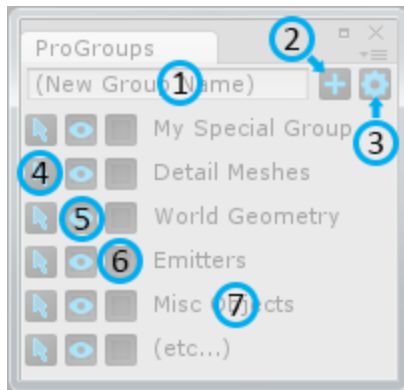 2
ProGroups
(New Group Name)
1
3
My Special Group
4
Detail Meshes
5
World Geometry
6
Emitters
Misc Objects
7
(etc...)